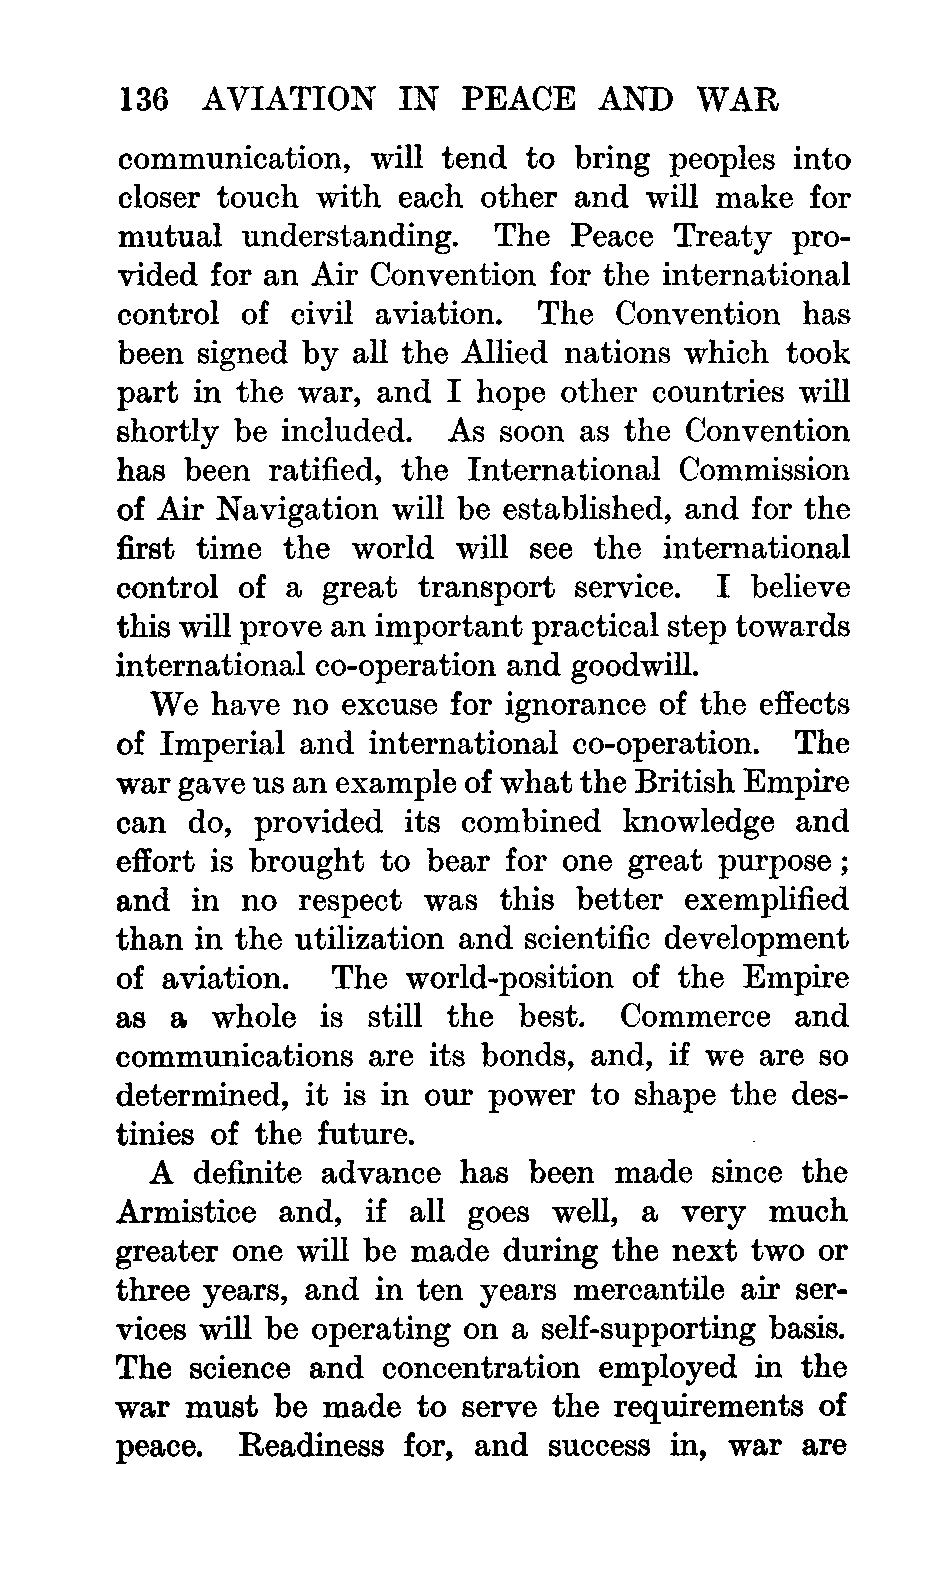 136 AVIATION IN PEACE AND WAR
communication, will tend to bring peoples into
closer touch with each other and will make for
mutual understanding. The Peace Treaty pro-
vided for an Air Convention for the international
control of civil aviation. The Convention has
been signed by all the Allied nations which took
part in the war, and I hope other countries will
shortly be included. As soon as the Convention
has been ratified, the International Commission
of Air Navigation will be established, and for the
first time the world will see the international
control of a great transport service. I believe
this will prove an important practical step towards
international co-operation and goodwill.
We have no excuse for ignorance of the effects
of Imperial and international co-operation. The
war gave us an example of what the British Empire
can do, provided its combined knowledge and
effort is brought to bear for one great purpose ;
and in no respect was this better exemplified
than in the utilization and scientific development
of aviation. The world-position of the Empire
as a whole is still the best. Commerce and
communications are its bonds, and, if we are so
determined, it is in our power to shape the des-
tinies of the future.
A definite advance has been made since the
Armistice and, if all goes well, a very much
greater one will be made during the next two or
three years, and in ten years mercantile air ser-
vices will be operating on a self-supporting basis.
The science and concentration employed in the
war must be made to serve the requirements of
peace. Readiness for, and success in, war are